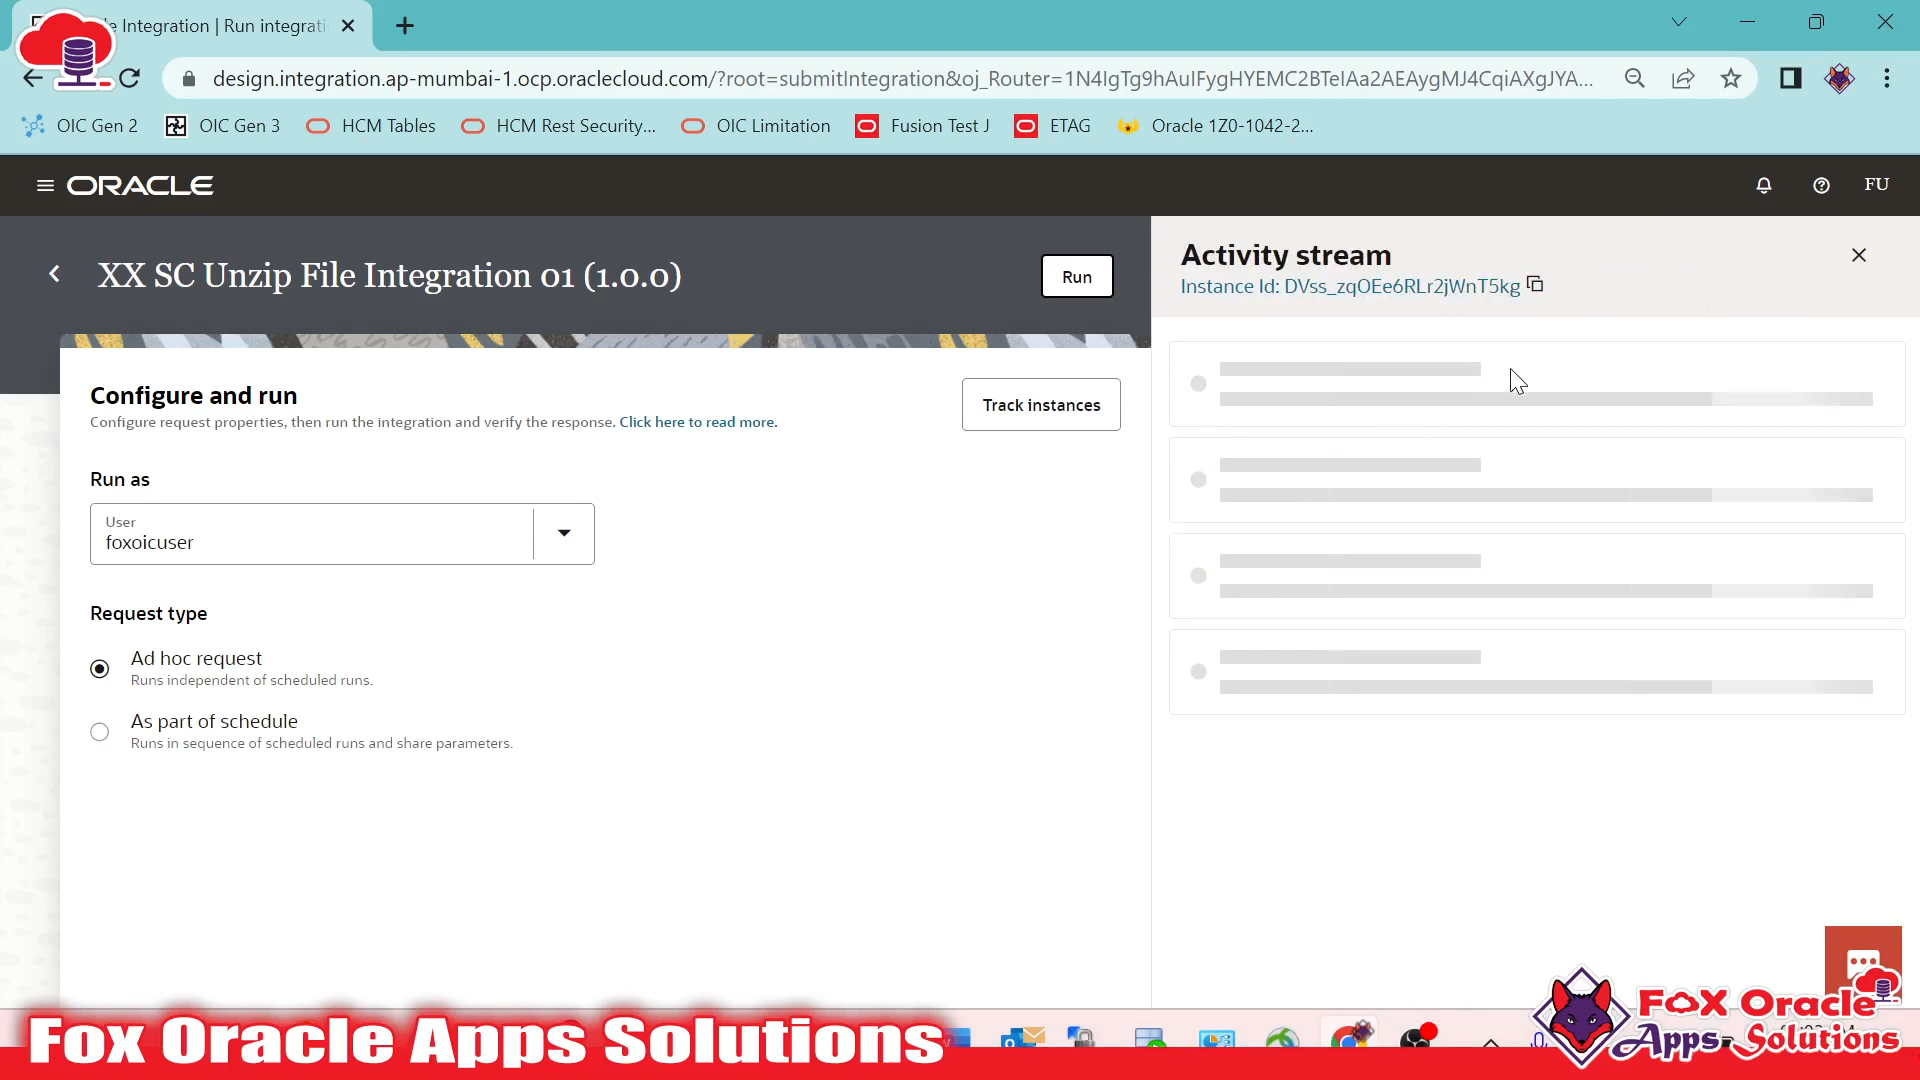 e Integration | Run integrati
design.integration.ap-mumbai-1.ocp.oraclecloud.com/?root=submitIntegration&oj_Router=1N4IgTg9hAuIFygHYEMC2BTeIAa2AEAygMJ4CqiAXgJYA...
OIC Gen 2 OIC Gen 3 HCM Tables HCM Rest Security... OIC Limitation Fusion Test J ETAG Oracle 1Z0-1042-2...
ORACLE FU
XX SC Unzip File Integration 01 (1.0.0) Run
Activity stream
Instance Id: DVss_zqOEe6RLr2jWnT5kg
Configure and run
Configure request properties, then run the integration and verify the response. Click here to read more.
Track instances
Run as
User
foxoicuser
Request type
Ad hoc request
Runs independent of scheduled runs.
As part of schedule
Runs in sequence of scheduled runs and share parameters.
Fox Oracle Apps Solutions
Fox Oracle
Apps Solutions